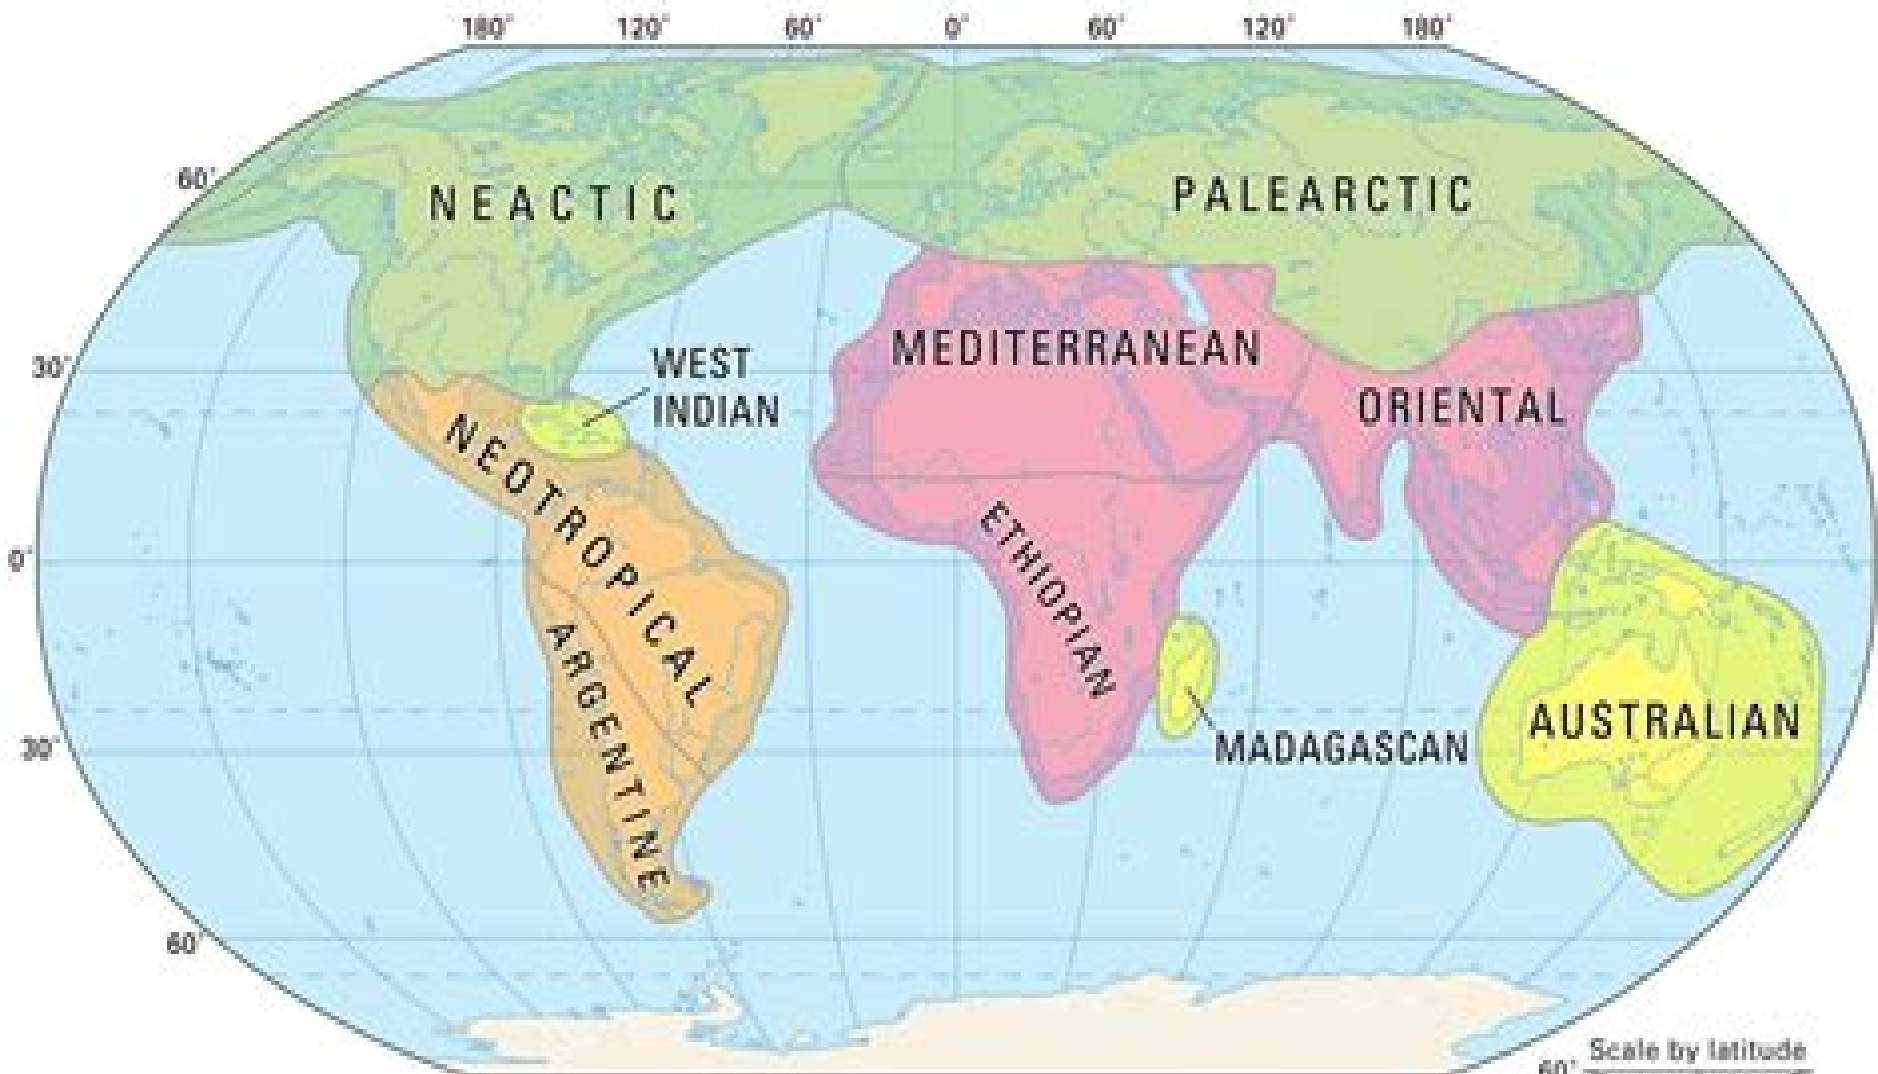 180° 120° 60° 0° 60° 120° 180°
60°
NEACTIC
PALEARCTIC
30°
MEDITERRANEAN
WEST
INDIAN
ORIENTAL
NEOTROPICAL
0°
ETHIOPIAN
ARGENTINE
AUSTRALIAN
30°
MADAGASCAN
60°
Scale by latitude
60°